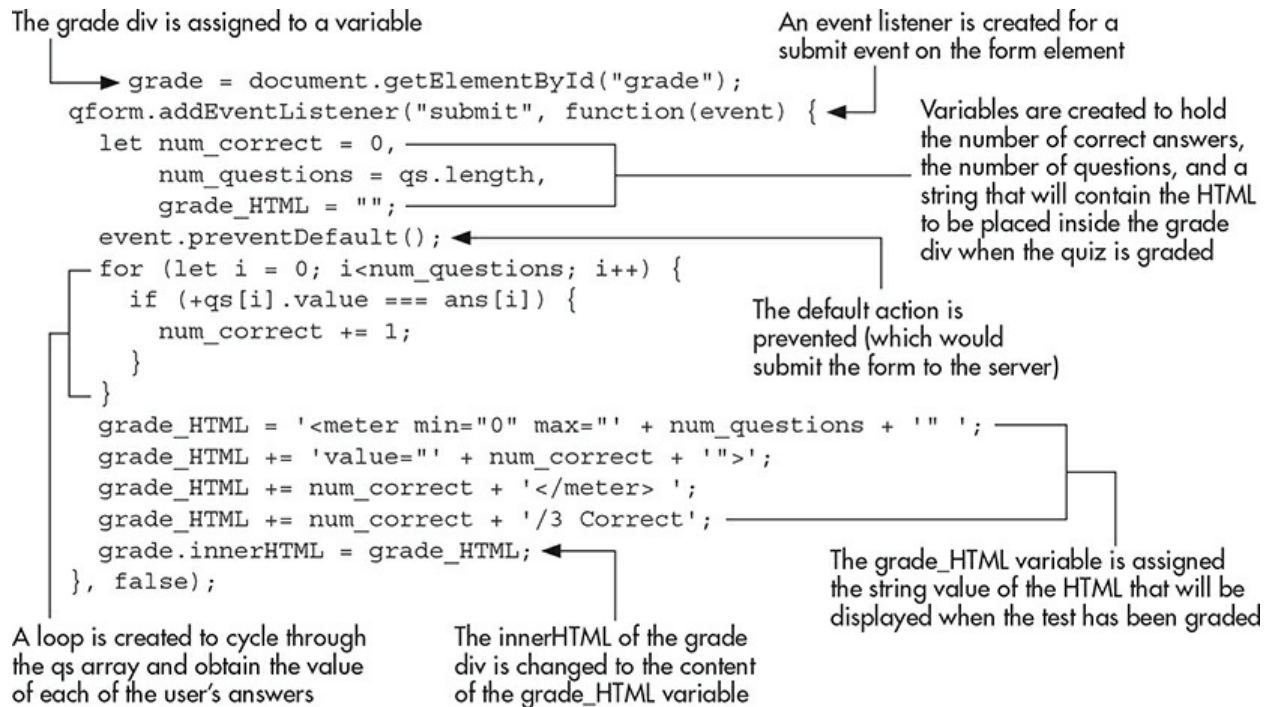 The grade div is assigned to a variable
An event listener is created for a
submit event on the form element
grade = document.getElementById("grade");
qform.addEventListener("submit", function(event) {
let num_correct = 0,
num_questions = qs.length,
grade_HTML = "";
Variables are created to hold
the number of correct answers,
the number of questions, and a
string that will contain the HTML
to be placed inside the grade
div when the quiz is graded
event.preventDefault();
The default action is
prevented (which would
submit the form to the server)
for (let i = 0; i<num_questions; i++) {
if (+qs[i].value === ans[i]) {
num_correct += 1;
}
}
grade_HTML = '<meter min="0" max="' + num_questions + '" ';
grade_HTML += 'value="' + num_correct + '">';
grade_HTML += num_correct + '</meter> ';
grade_HTML += num_correct + '/3 Correct';
grade.innerHTML = grade_HTML;
}, false);
The grade_HTML variable is assigned
the string value of the HTML that will be
displayed when the test has been graded
A loop is created to cycle through
the qs array and obtain the value
of each of the user's answers
The innerHTML of the grade
div is changed to the content
of the grade_HTML variable